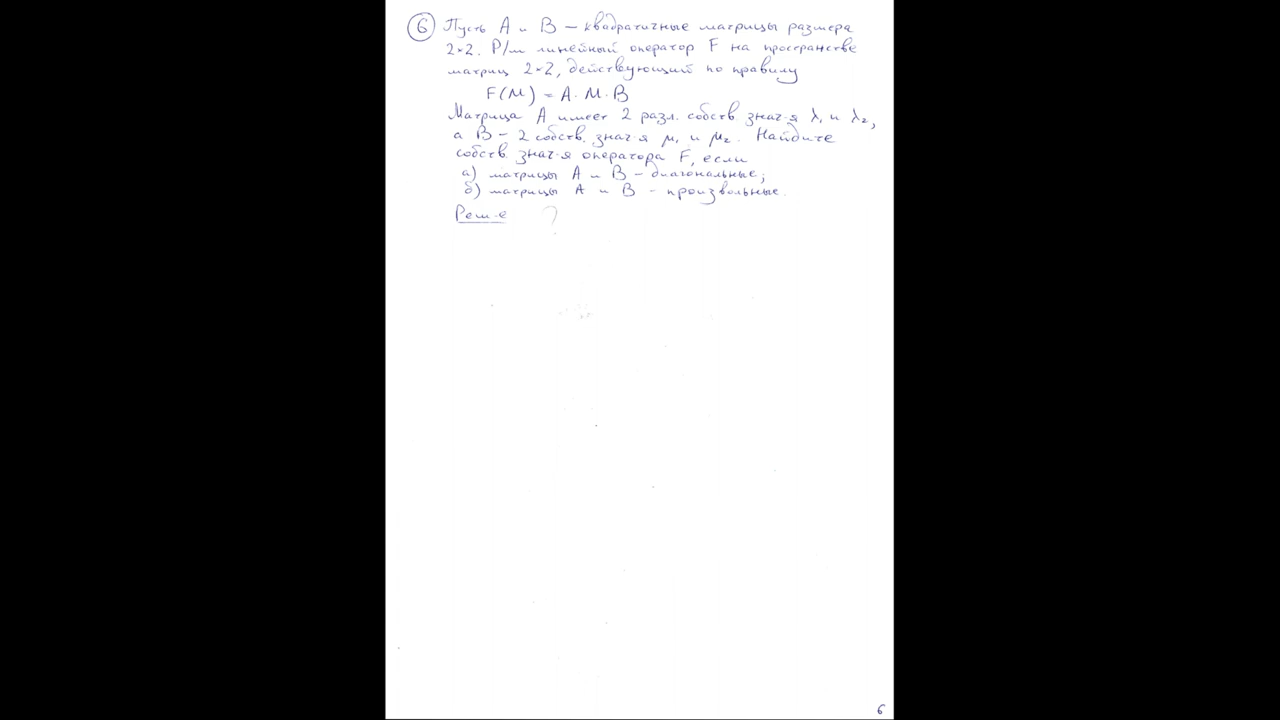 6 Пусть A и B — квадратичные матрицы размера
2×2. Р/м линейный оператор F на пространстве
матриц 2×2, действующий по правилу
F(M) = A·M·B
Матрица A имеет 2 разл. собств знач-я λ₁ и λ₂,
а B – 2 собств. знач-я μ₁ и μ₂. Найдите
собств. знач-я оператора F, если
а) матрицы A и B – диагональные;
б) матрицы A и B – произвольные.
Реш-е ?
6